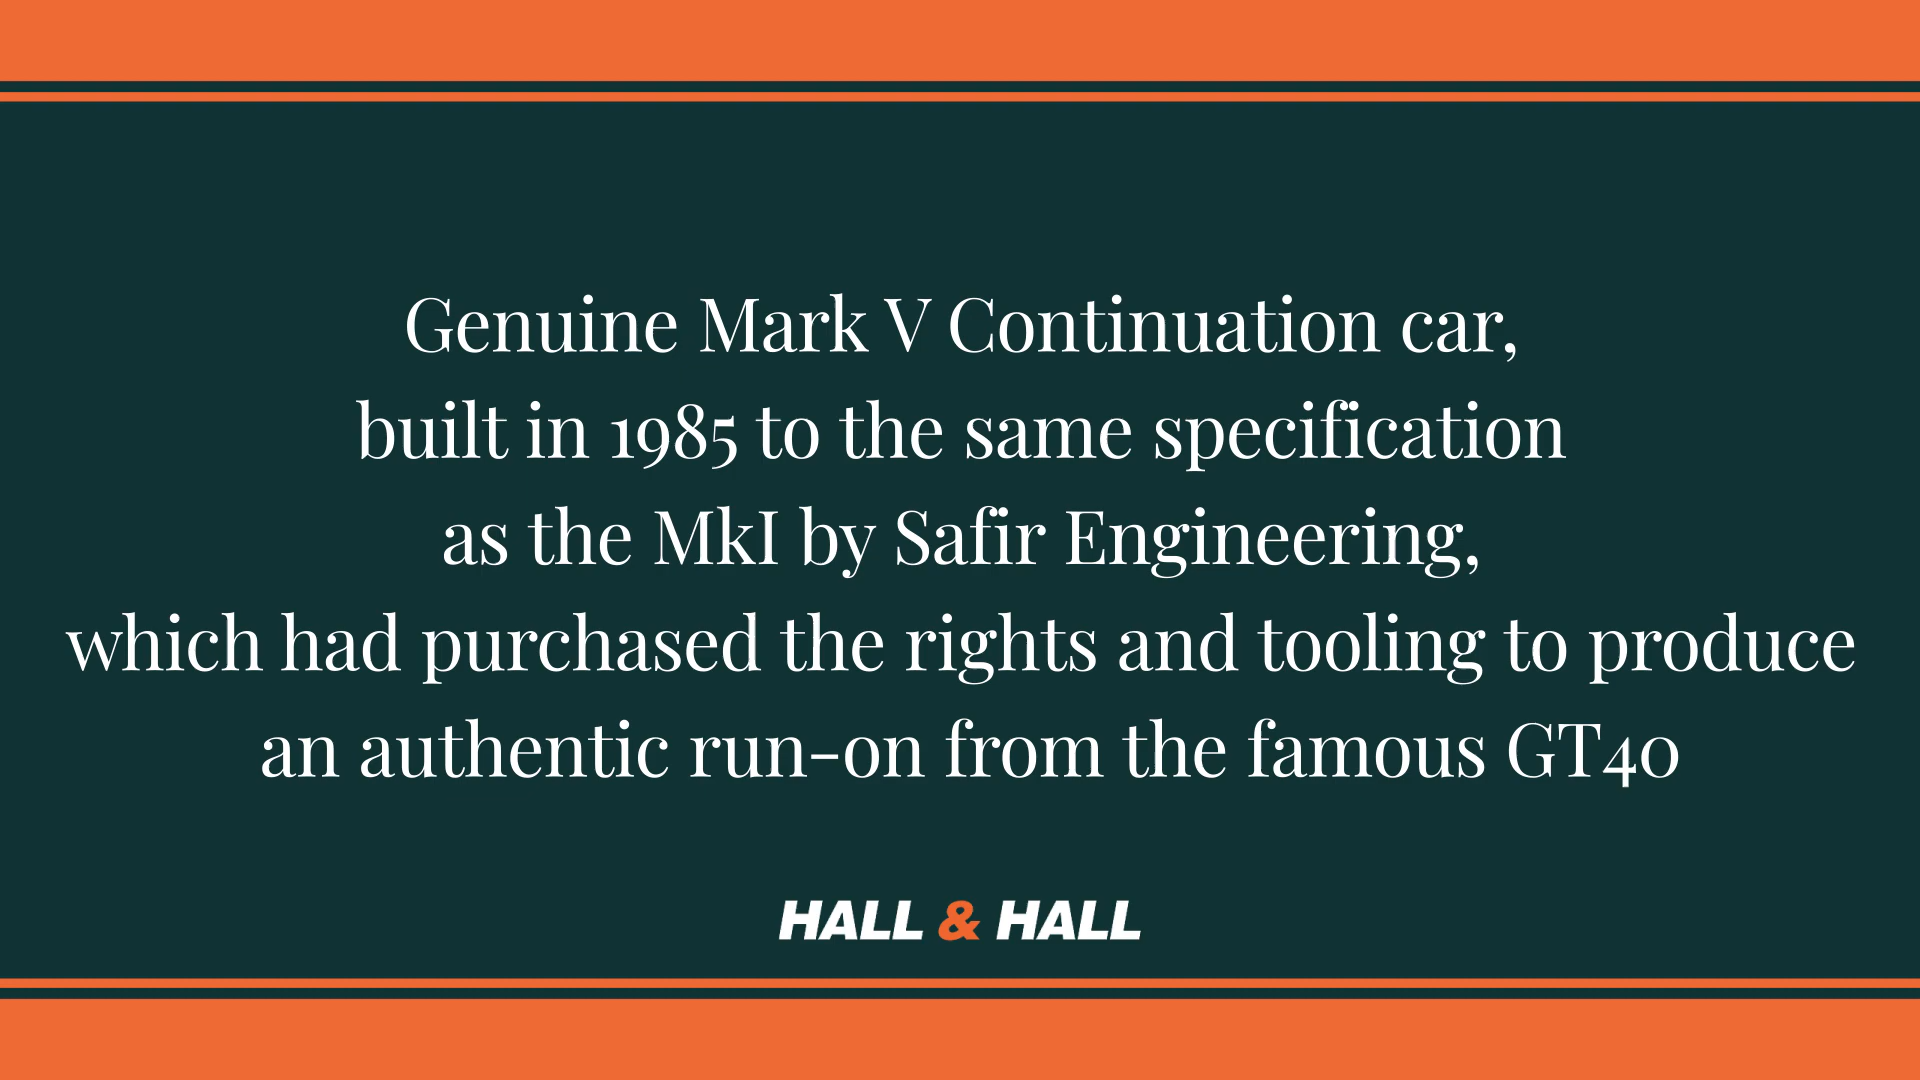 Genuine Mark V Continuation car,
built in 1985 to the same specification
as the MkI by Safir Engineering,
which had purchased the rights and tooling to produce
an authentic run-on from the famous GT40
HALL & HALL